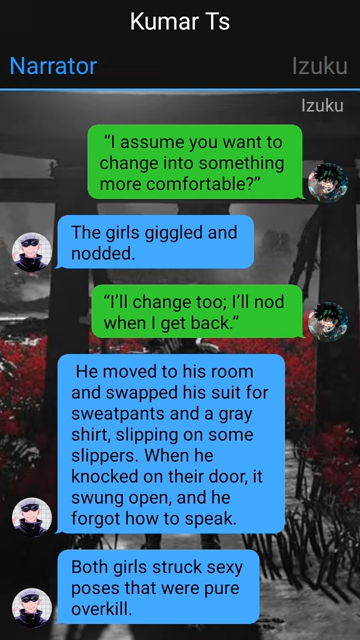 Kumar Ts
Narrator
Izuku
Izuku
“I assume you want to
change into something
more comfortable?”
The girls giggled and
nodded.
“I’ll change too; I’ll nod
when I get back.”
He moved to his room
and swapped his suit for
sweatpants and a gray
shirt, slipping on some
slippers. When he
knocked on their door, it
swung open, and he
forgot how to speak.
Both girls struck sexy
poses that were pure
overkill.